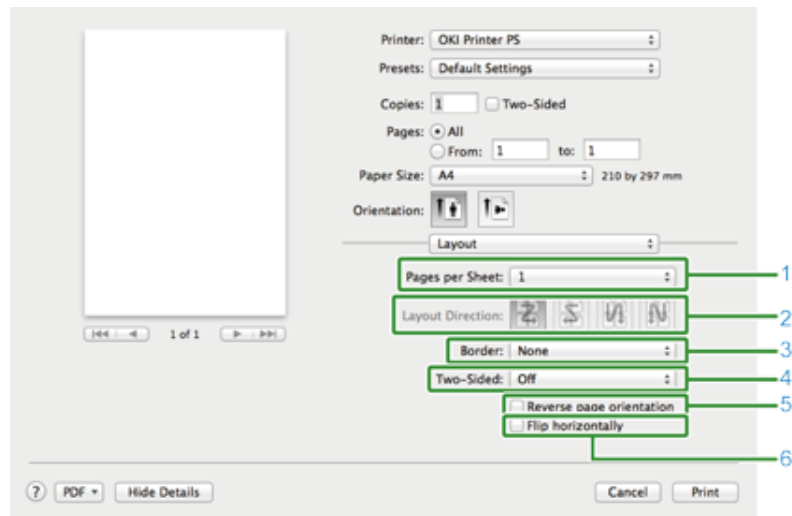 Printer: OKI Printer PS
Presets: Default Settings
Copies: 1 Two-Sided
Pages: All
From: 1 to: 1
Paper Size: A4 210 by 297 mm
Orientation:
Layout
Pages per Sheet: 1
1
Layout Direction:
2
Border: None
3
Two-Sided: Off
4
Reverse page orientation
5
Flip horizontally
6
1 of 1
? PDF Hide Details Cancel Print